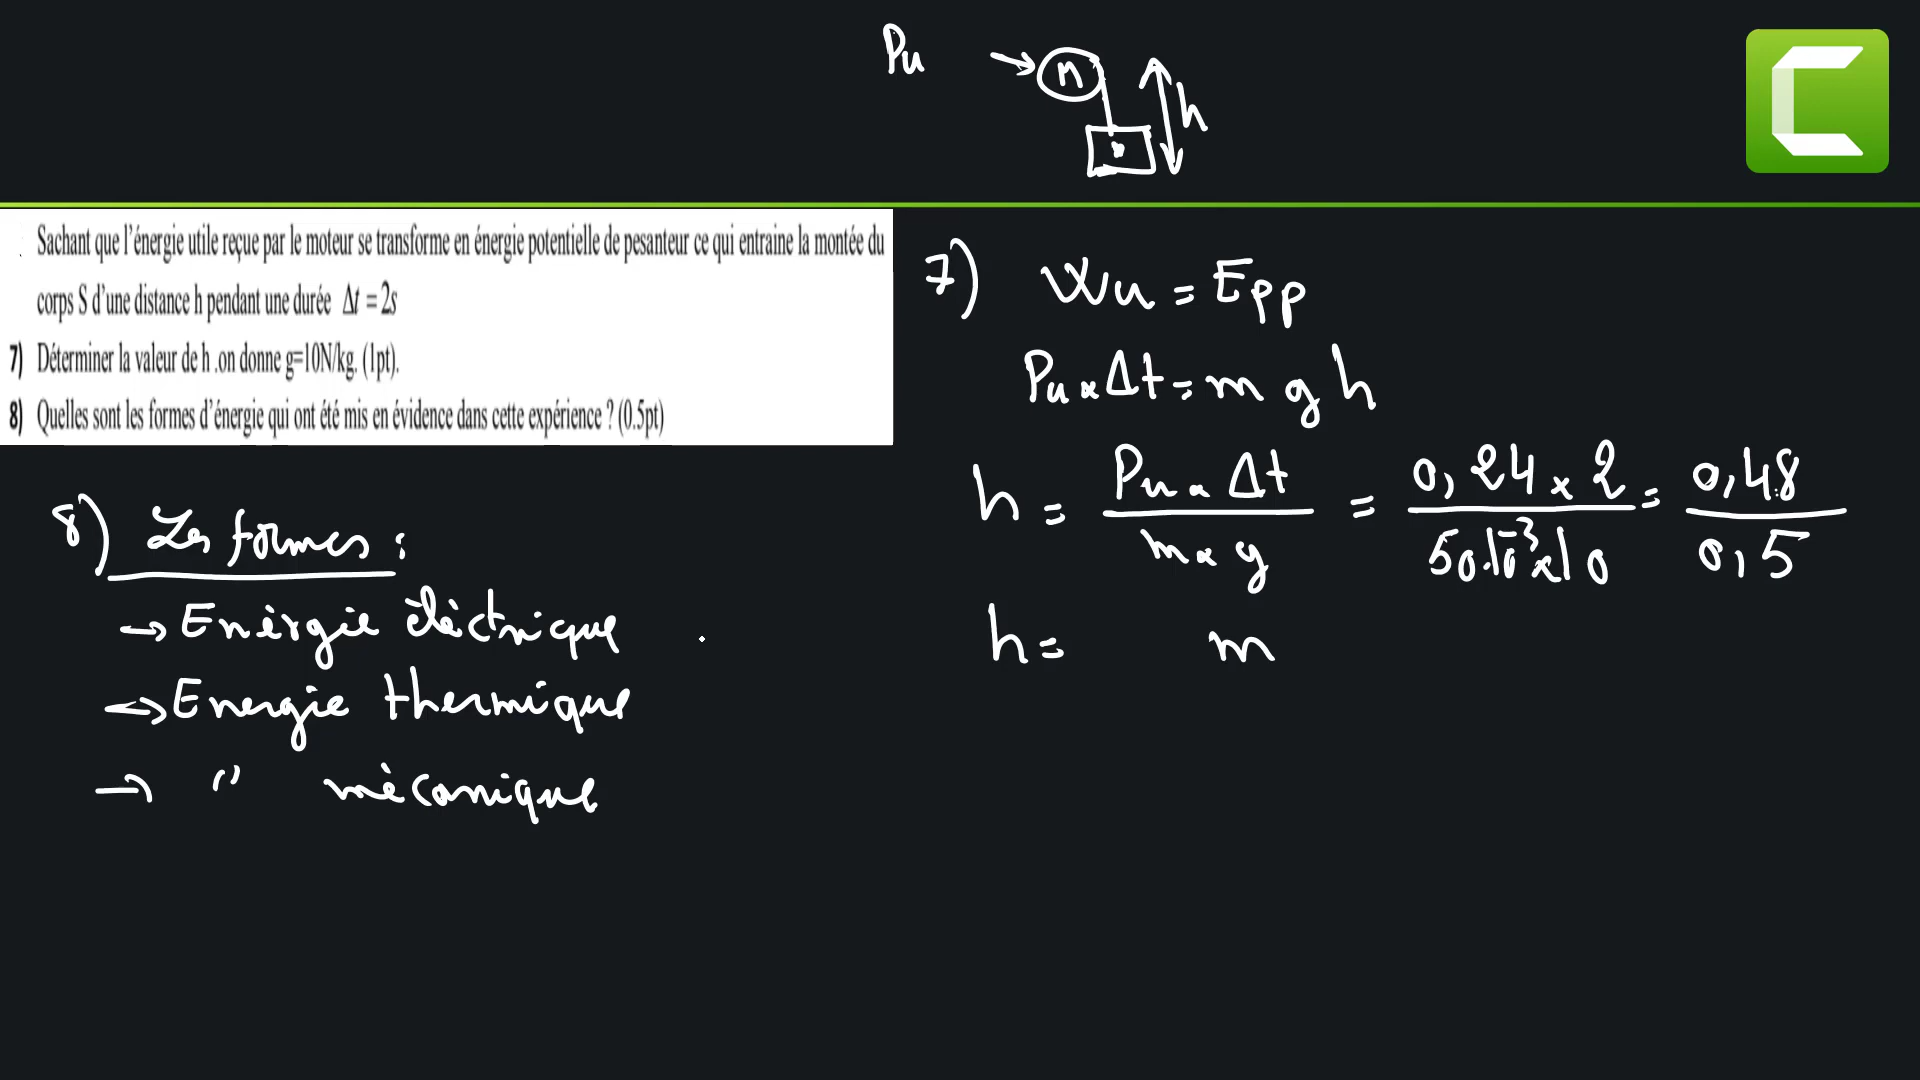 Pu
m
h
Sachant que l'énergie utile reçue par le moteur se transforme en énergie potentielle de pesanteur ce qui entraine la montée du
corps S d'une distance h pendant une durée Δt = 2s
7) Déterminer la valeur de h .on donne g=10N/kg. (1pt).
8) Quelles sont les formes d'énergie qui ont été mis en évidence dans cette expérience ? (0.5pt)
7) Wu = Epp
Pu x Δt = m g h
h = Pu x Δt / m x g = 0,24 x 2 / 50.10⁻³ x 10 = 0,48 / 0,5
h = m
8) Les formes :
→ Energie électrique
→ Energie thermique
→ " mécanique